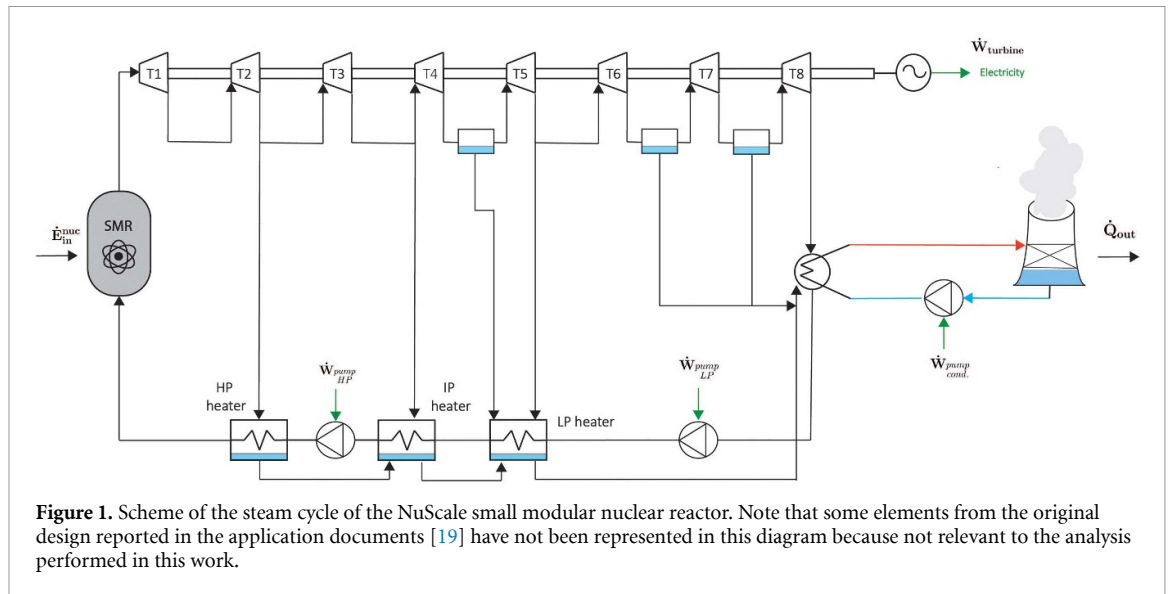 T1 T2 T3 T4 T5 T6 T7 T8
Ẇturbine
Electricity
SMR
Ėin nuc
Q̇out
Ẇpump HP
Ẇpump LP
Ẇpump cond.
HP
heater
IP
heater
LP heater
Figure 1. Scheme of the steam cycle of the NuScale small modular nuclear reactor. Note that some elements from the original
design reported in the application documents [19] have not been represented in this diagram because not relevant to the analysis
performed in this work.